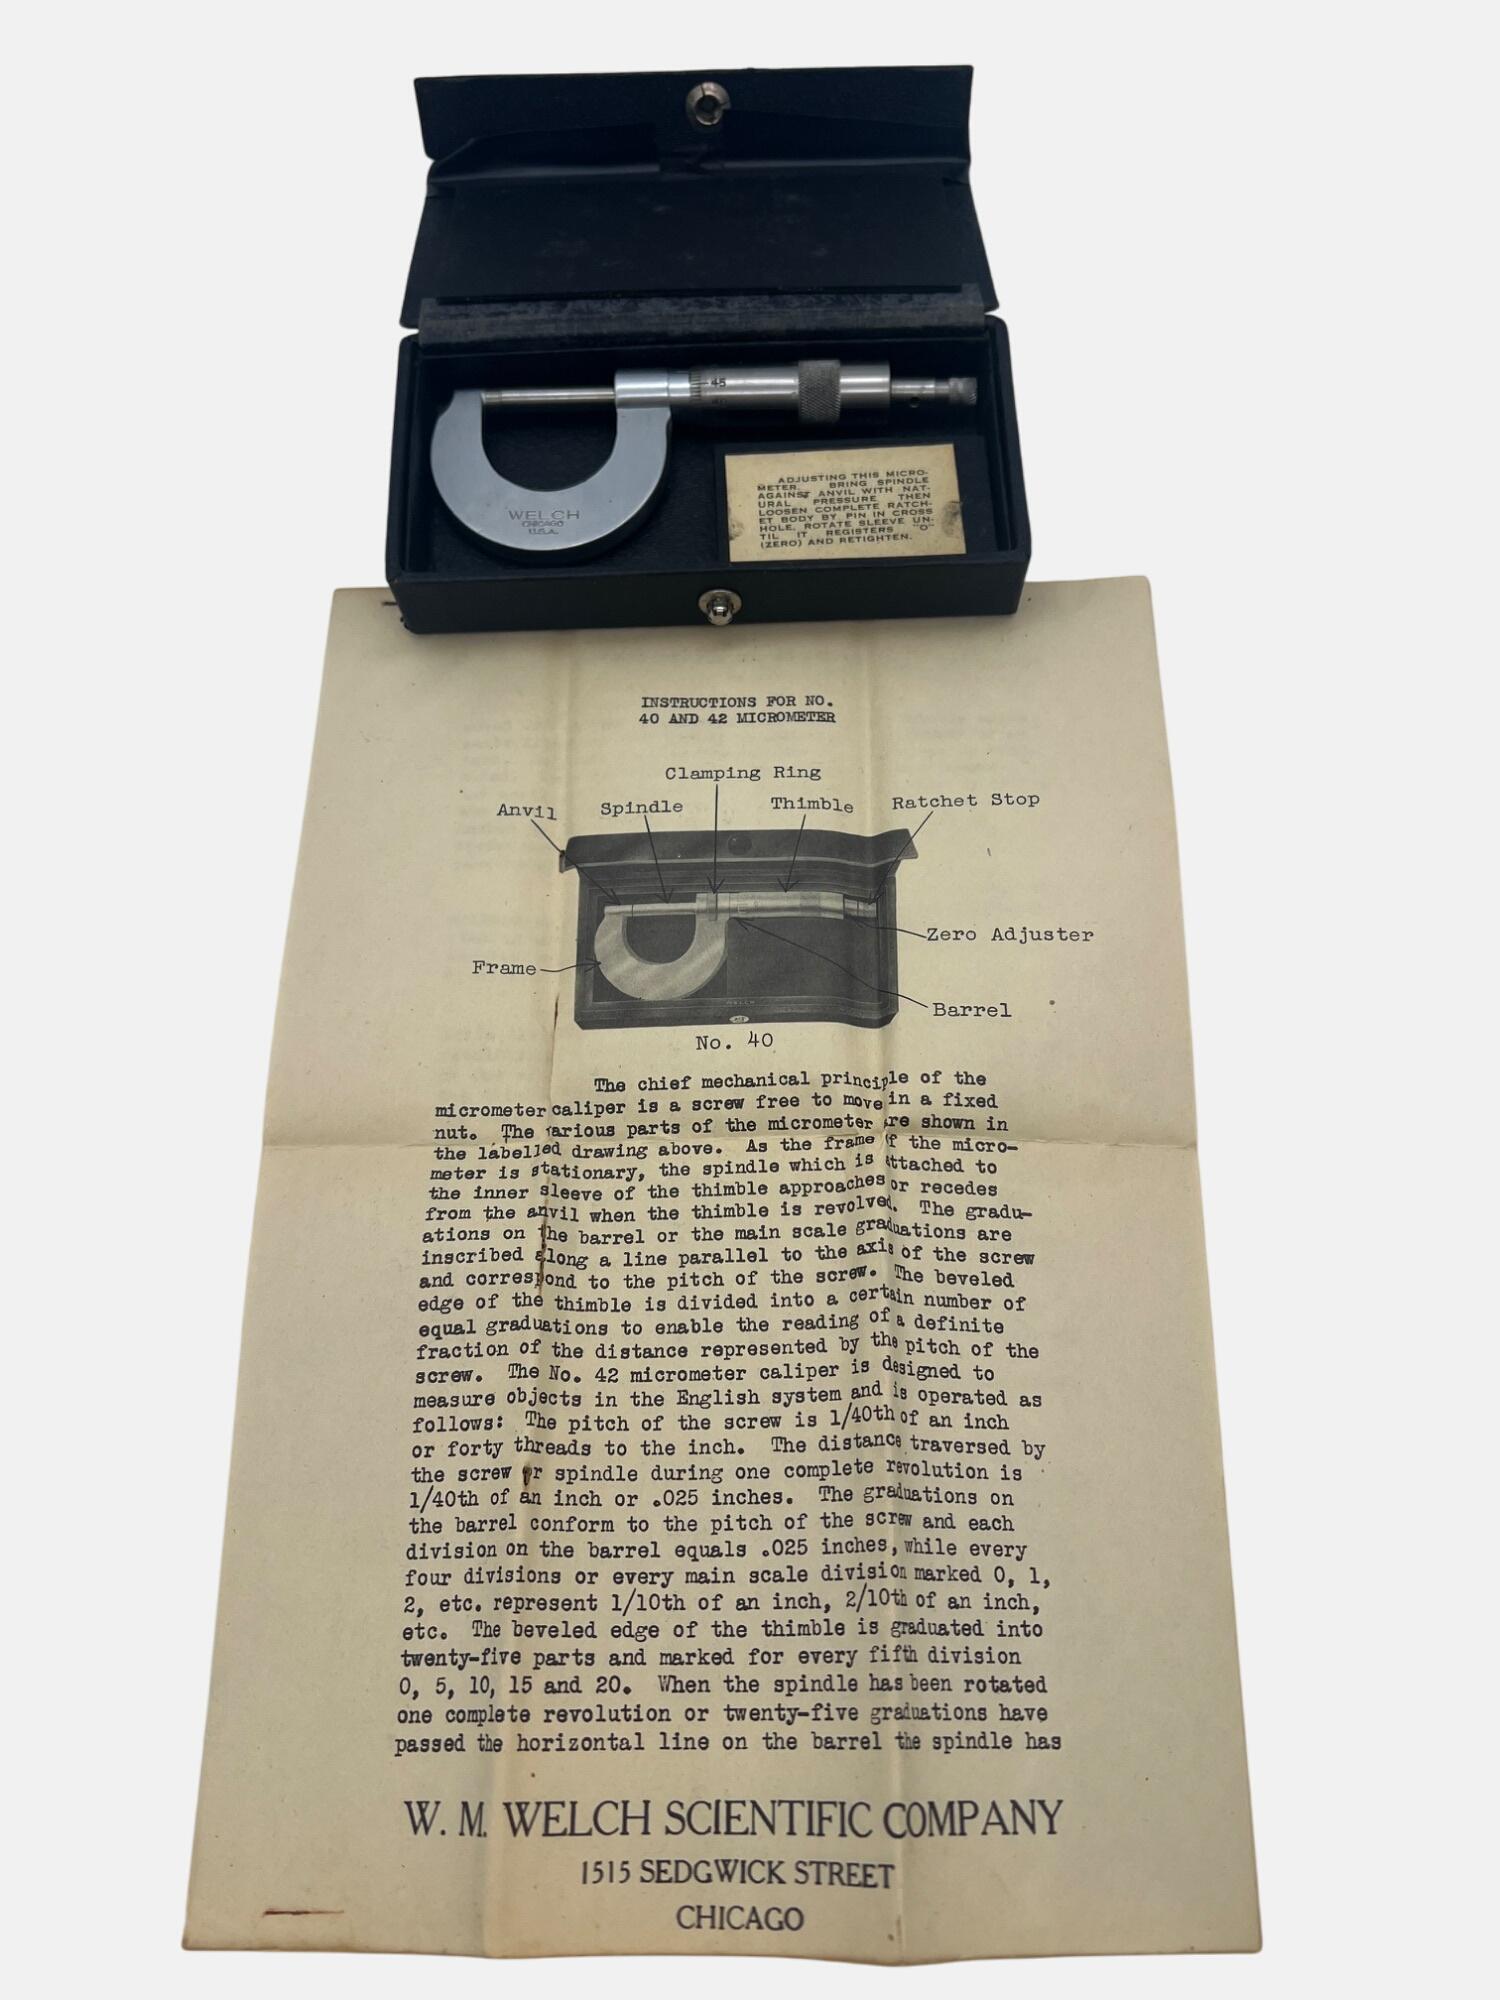 45
WELCH
CHICAGO
U.S.A.
ADJUSTING THIS MICRO-
METER. BRING SPINDLE
AGAINST ANVIL WITH NAT-
URAL PRESSURE THEN
LOOSEN COMPLETE RATCH-
ET BODY BY PIN IN CROSS
HOLE, ROTATE SLEEVE UN-
TIL IT REGISTERS "O"
(ZERO) AND RETIGHTEN.
INSTRUCTIONS FOR NO.
40 AND 42 MICROMETER
Clamping Ring
Anvil Spindle Thimble Ratchet Stop
Zero Adjuster
Frame
Barrel
No. 40
The chief mechanical principle of the
micrometer caliper is a screw free to move in a fixed
nut. The various parts of the micrometer are shown in
the labelled drawing above. As the frame of the micro-
meter is stationary, the spindle which is attached to
the inner sleeve of the thimble approaches or recedes
from the anvil when the thimble is revolved. The gradu-
ations on the barrel or the main scale graduations are
inscribed along a line parallel to the axis of the screw
and correspond to the pitch of the screw. The beveled
edge of the thimble is divided into a certain number of
equal graduations to enable the reading of a definite
fraction of the distance represented by the pitch of the
screw. The No. 42 micrometer caliper is designed to
measure objects in the English system and is operated as
follows: The pitch of the screw is 1/40th of an inch
or forty threads to the inch. The distance traversed by
the screw or spindle during one complete revolution is
1/40th of an inch or .025 inches. The graduations on
the barrel conform to the pitch of the screw and each
division on the barrel equals .025 inches, while every
four divisions or every main scale division marked 0, 1,
2, etc. represent 1/10th of an inch, 2/10th of an inch,
etc. The beveled edge of the thimble is graduated into
twenty-five parts and marked for every fifth division
0, 5, 10, 15 and 20. When the spindle has been rotated
one complete revolution or twenty-five graduations have
passed the horizontal line on the barrel the spindle has
W. M. WELCH SCIENTIFIC COMPANY
1515 SEDGWICK STREET
CHICAGO